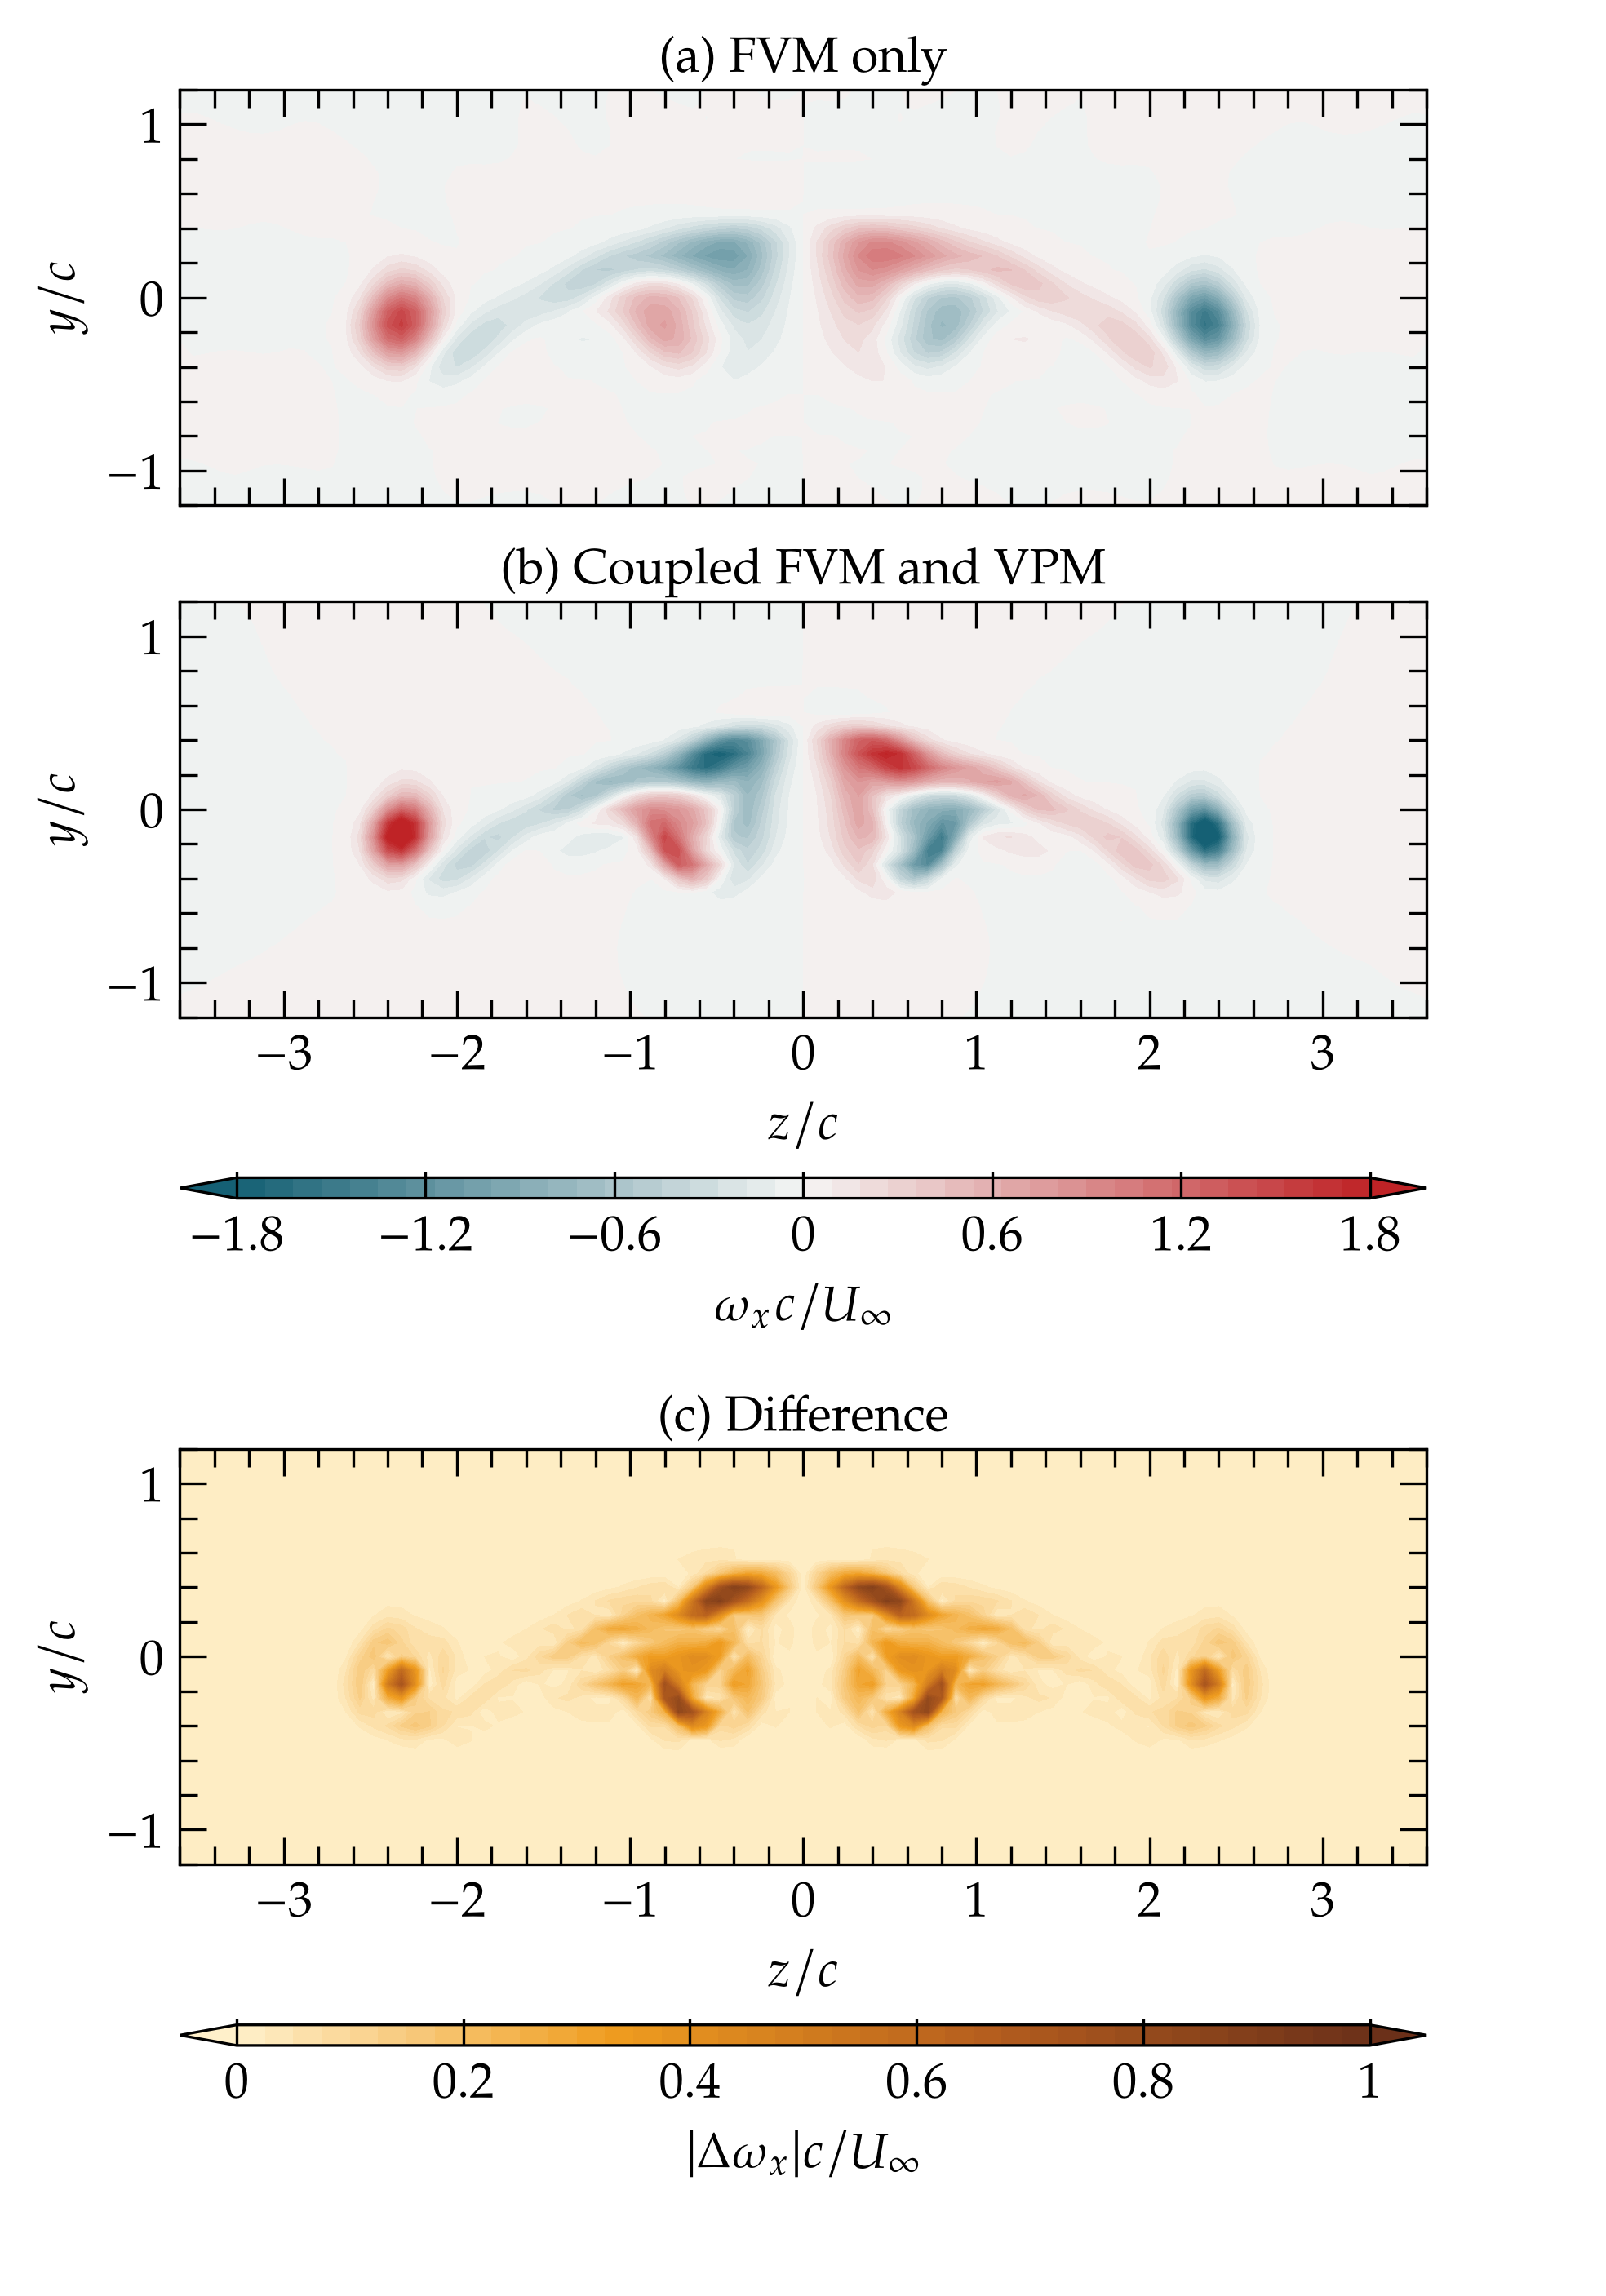 (a) FVM only
1
0
−1
y/c
(b) Coupled FVM and VPM
1
0
−1
y/c
−3 −2 −1 0 1 2 3
z/c
−1.8 −1.2 −0.6 0 0.6 1.2 1.8
ωₓc/U∞
(c) Difference
1
0
−1
y/c
−3 −2 −1 0 1 2 3
z/c
0 0.2 0.4 0.6 0.8 1
|Δωₓ|c/U∞